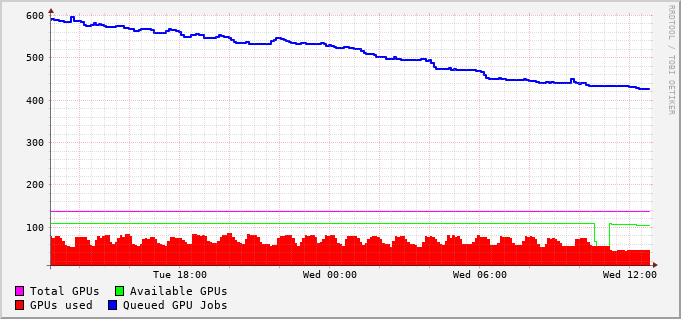 600
500
400
300
200
100
Tue 18:00 Wed 00:00 Wed 06:00 Wed 12:00
Total GPUs Available GPUs
GPUs used Queued GPU Jobs
RRDTOOL / TOBI OETIKER